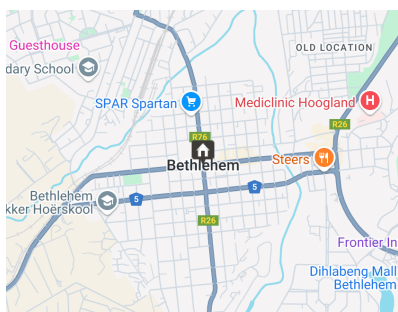 Guesthouse
OLD LOCATION
dary School
SPAR Spartan
Mediclinic Hoogland
H
R26
R76
Bethlehem
Steers
Bethlehem
kker Hoërskool
5
5
R26
Frontier In
Dihlabeng Mall
Bethlehem